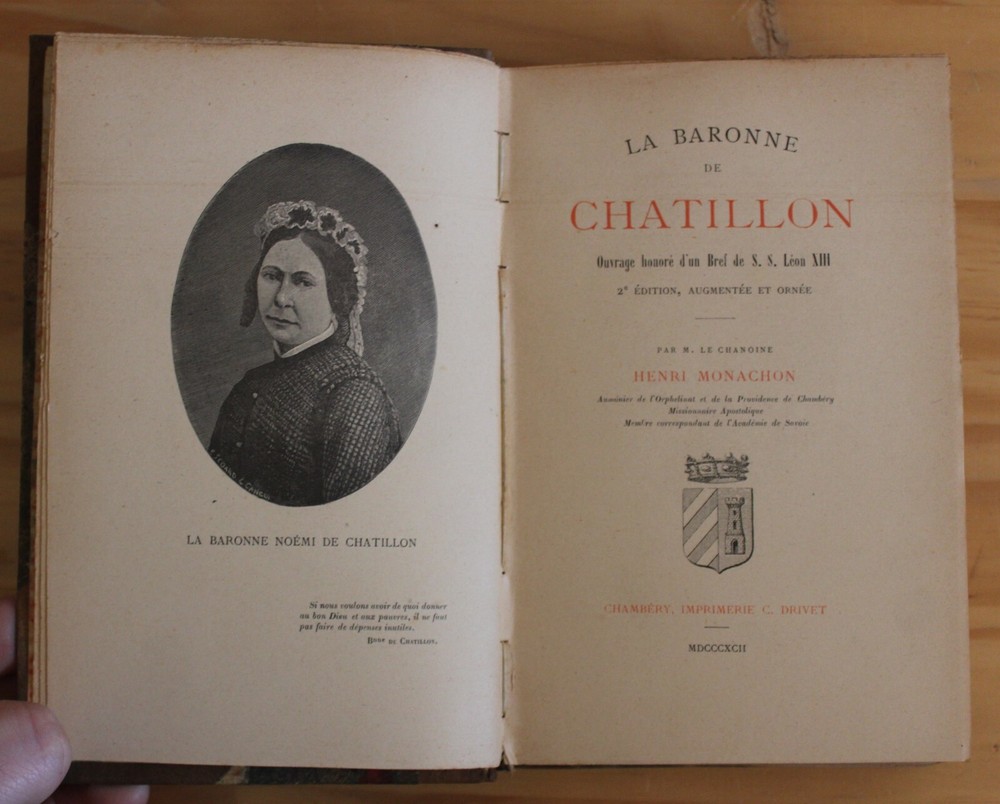 LA BARONNE NOÉMI DE CHATILLON
Si nous voulons avoir de quoi donner
au bon Dieu et aux pauvres, il ne faut
pas faire de dépenses inutiles.
Bnne DE CHATILLON.
LA BARONNE
DE
CHATILLON
Ouvrage honoré d'un Bref de S. S. Léon XIII
2e ÉDITION, AUGMENTÉE ET ORNÉE
PAR M. LE CHANOINE
HENRI MONACHON
Aumônier de l'Orphelinat et de la Providence de Chambéry
Missionnaire Apostolique
Membre correspondant de l'Académie de Savoie
CHAMBÉRY, IMPRIMERIE C. DRIVET
MDCCCXCII